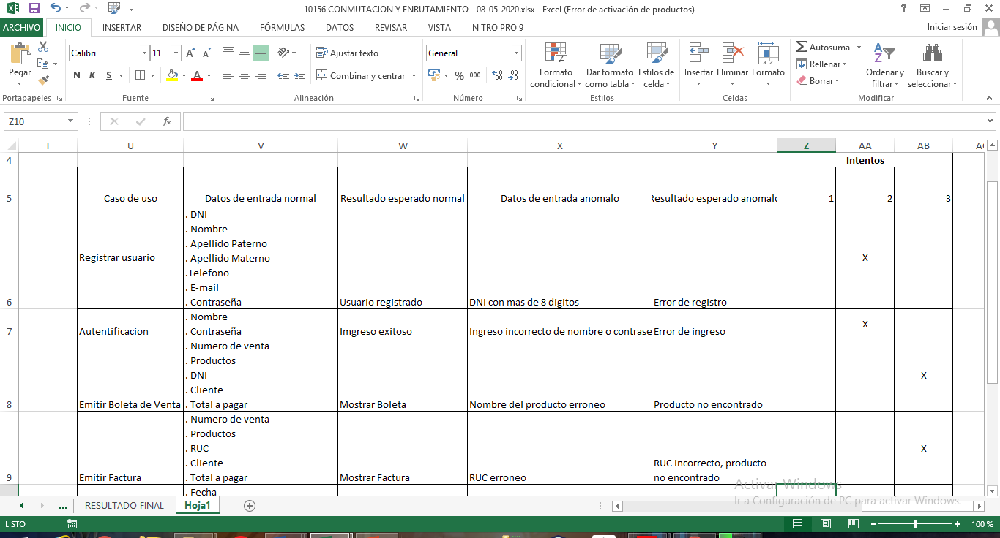 10156 CONMUTACION Y ENRUTAMIENTO - 08-05-2020.xlsx - Excel (Error de activación de productos)
ARCHIVO INICIO INSERTAR DISEÑO DE PÁGINA FÓRMULAS DATOS REVISAR VISTA NITRO PRO 9 Iniciar sesión
Pegar
Calibri 11
N K S
Ajustar texto
Combinar y centrar
General
% 000
Formato condicional
Dar formato como tabla
Estilos de celda
Insertar Eliminar Formato
Autosuma
Rellenar
Borrar
Ordenar y filtrar
Buscar y seleccionar
Portapapeles Fuente Alineación Número Estilos Celdas Modificar
Z10 fx
T U V W X Y Z AA AB
4 Intentos
5 Caso de uso Datos de entrada normal Resultado esperado normal Datos de entrada anomalo Resultado esperado anomalo 1 2 3
. DNI
. Nombre
. Apellido Paterno
Registrar usuario . Apellido Materno X
.Telefono
. E-mail
6 . Contraseña Usuario registrado DNI con mas de 8 digitos Error de registro
. Nombre X
7 Autentificacion . Contraseña Imgreso exitoso Ingreso incorrecto de nombre o contrase Error de ingreso
. Numero de venta
. Productos
. DNI X
. Cliente
8 Emitir Boleta de Venta . Total a pagar Mostrar Boleta Nombre del producto erroneo Producto no encontrado
. Numero de venta
. Productos
. RUC X
. Cliente RUC incorrecto, producto
9 Emitir Factura . Total a pagar Mostrar Factura RUC erroneo no encontrado
. Fecha
Activar Windows
Ir a Configuración de PC para activar Windows.
... RESULTADO FINAL Hoja1
LISTO 100 %